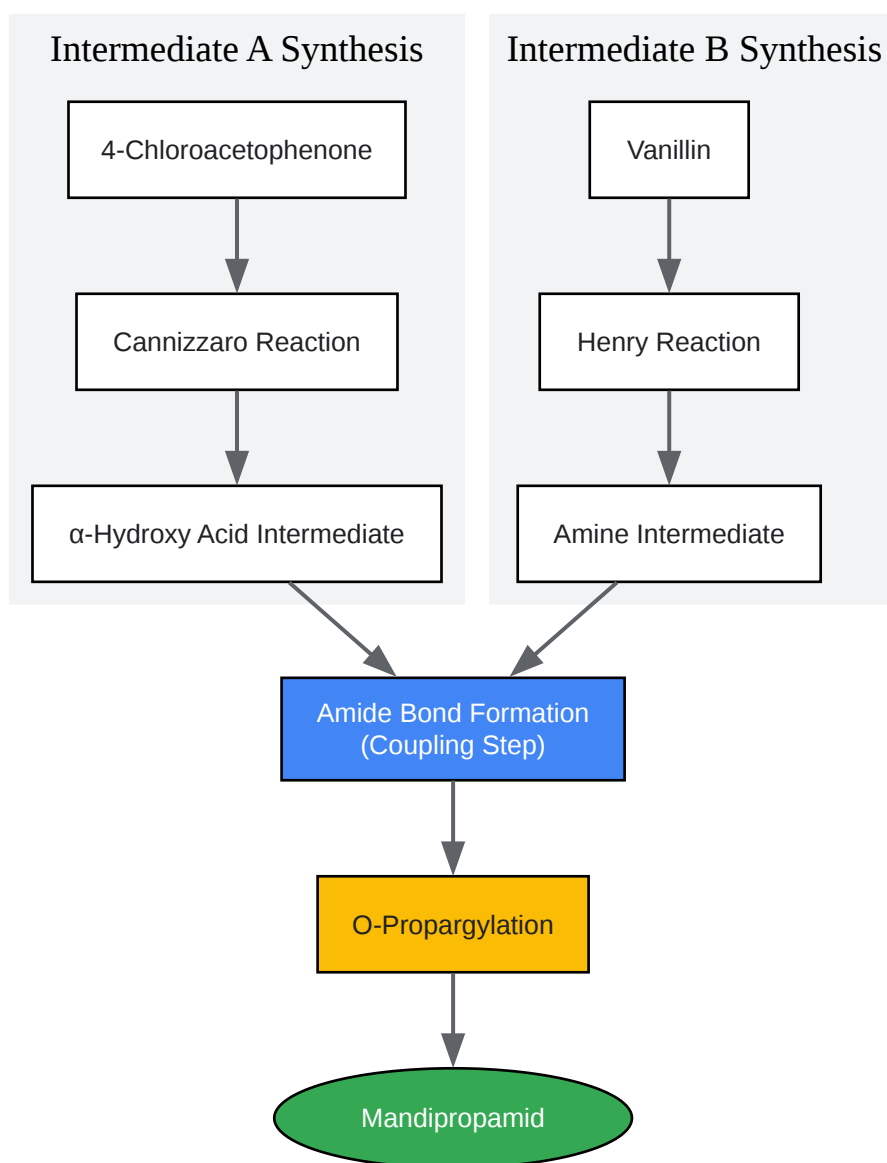 Intermediate A Synthesis
4-Chloroacetophenone
Cannizzaro Reaction
α-Hydroxy Acid Intermediate
Intermediate B Synthesis
Vanillin
Henry Reaction
Amine Intermediate
Amide Bond Formation
(Coupling Step)
O-Propargylation
Mandipropamid